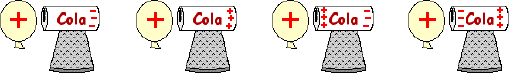 + Cola − − −
+ Cola + + +
+ + + + Cola − − −
+ − − − Cola + + +